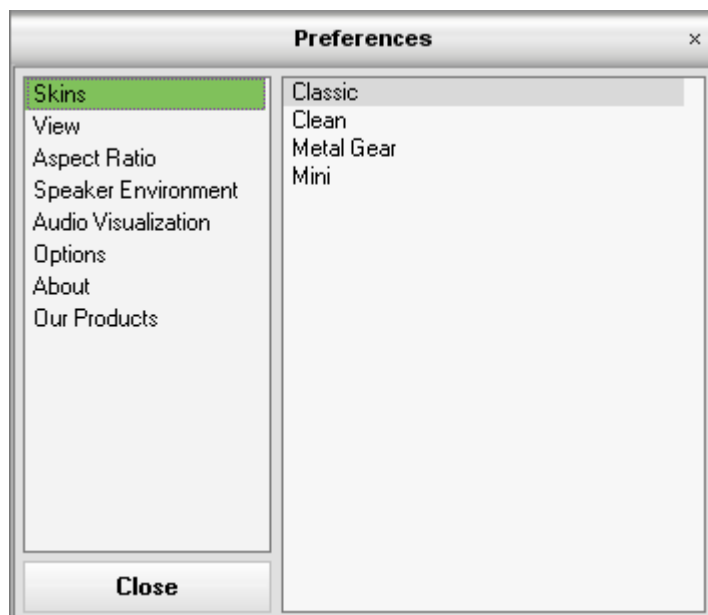 Preferences
×
Skins
View
Aspect Ratio
Speaker Environment
Audio Visualization
Options
About
Our Products
Classic
Clean
Metal Gear
Mini
Close